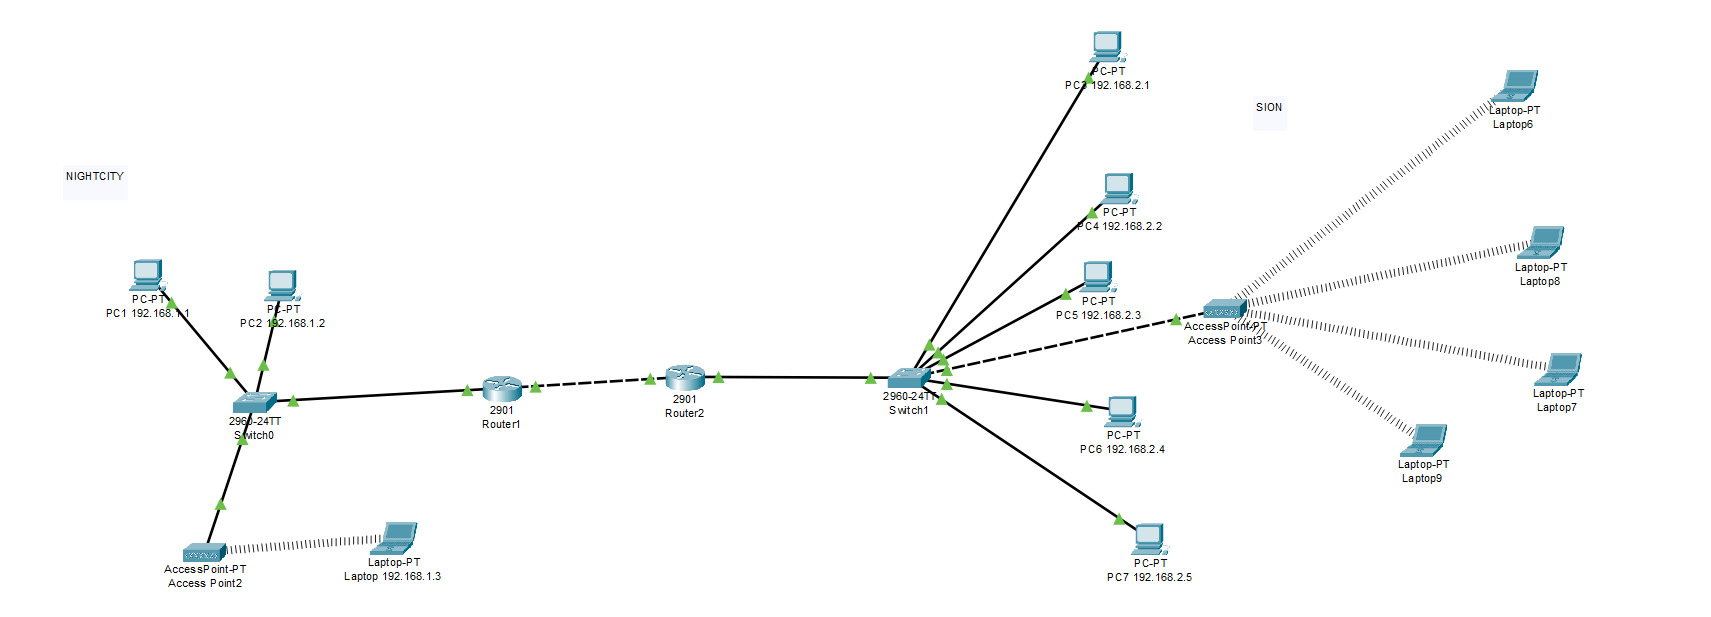 PC-PT
PC3 192.168.2.1
SION
Laptop-PT
Laptop6
NIGHTCITY
PC-PT
PC4 192.168.2.2
Laptop-PT
Laptop8
PC-PT
PC1 192.168.1.1
PC-PT
PC2 192.168.1.2
PC-PT
PC5 192.168.2.3
AccessPoint-PT
Access Point3
2960-24TT
Switch0
2901
Router1
2901
Router2
2960-24TT
Switch1
Laptop-PT
Laptop7
PC-PT
PC6 192.168.2.4
Laptop-PT
Laptop9
AccessPoint-PT
Access Point2
Laptop-PT
Laptop 192.168.1.3
PC-PT
PC7 192.168.2.5